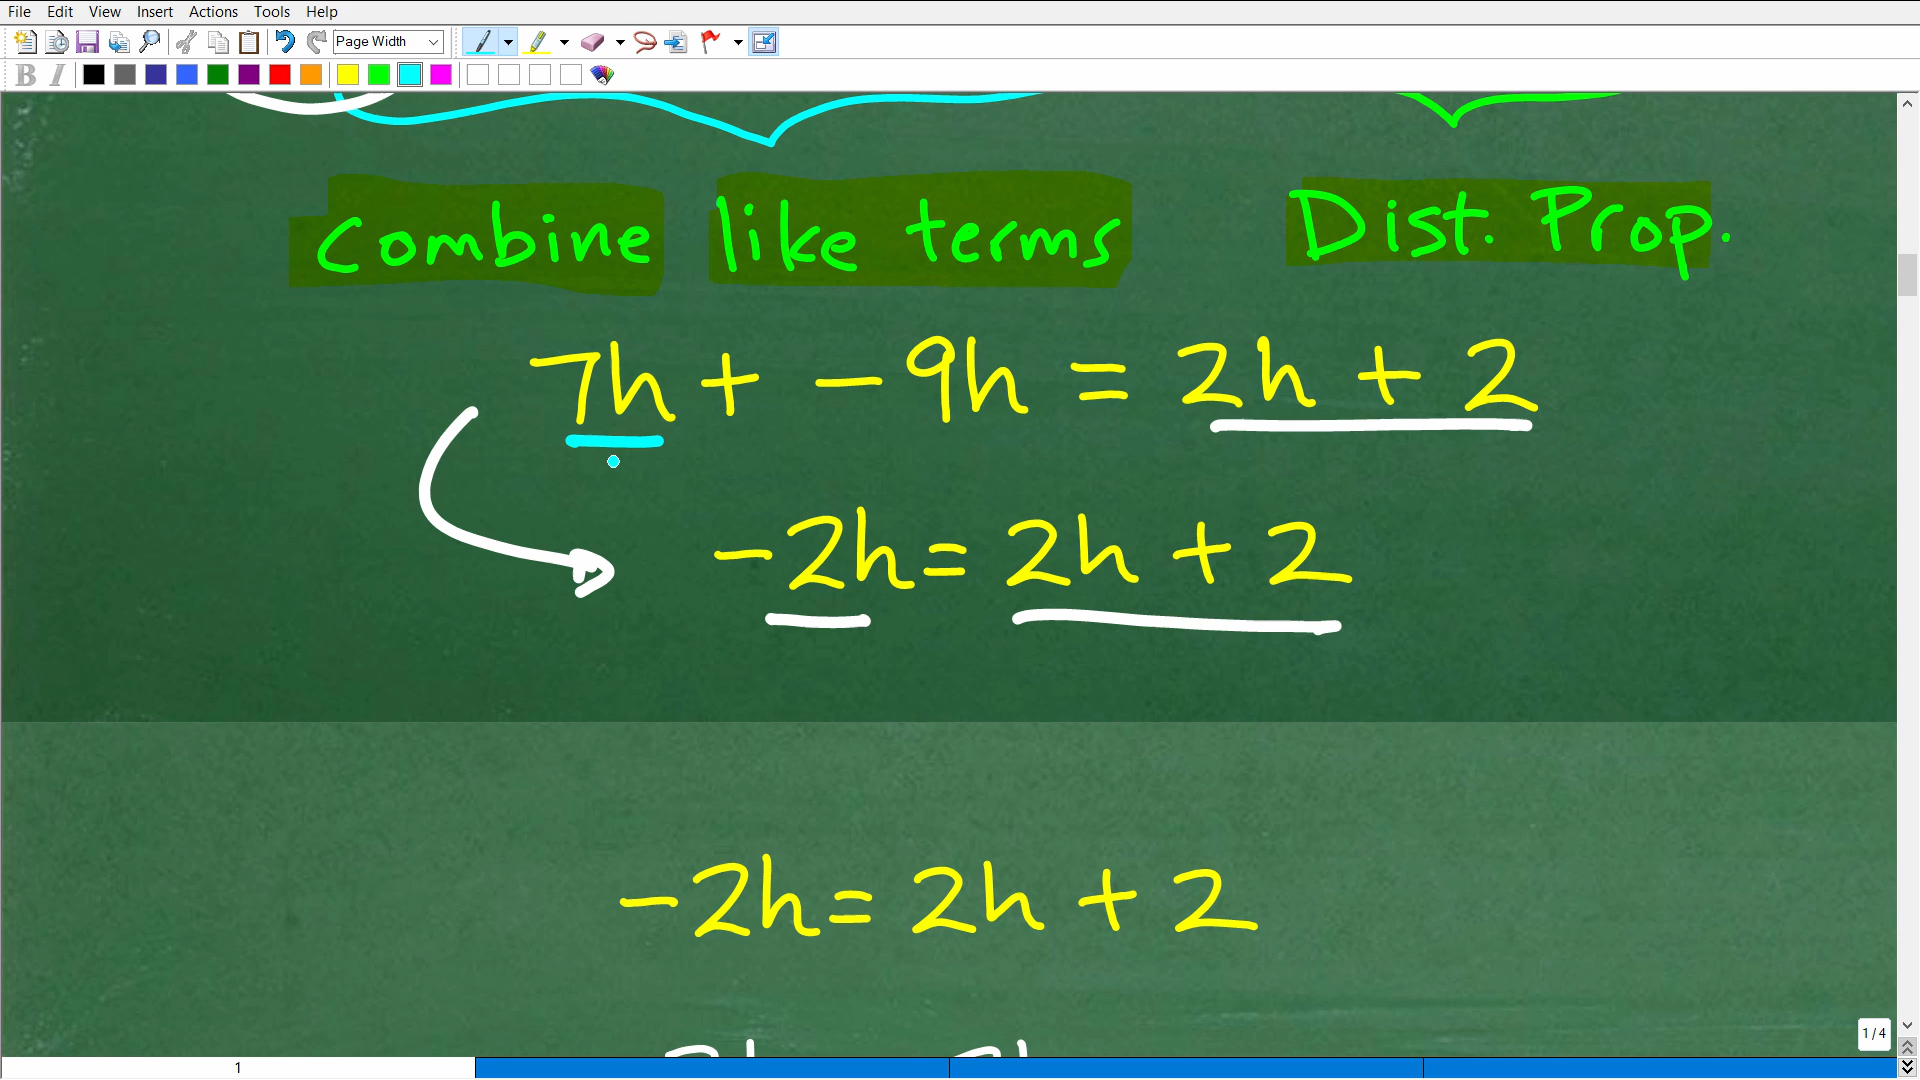 File Edit View Insert Actions Tools Help
Page Width
B I
Combine like terms Dist. Prop.
7h + -9h = 2h + 2
-2h = 2h + 2
-2h = 2h + 2
1 / 4
1